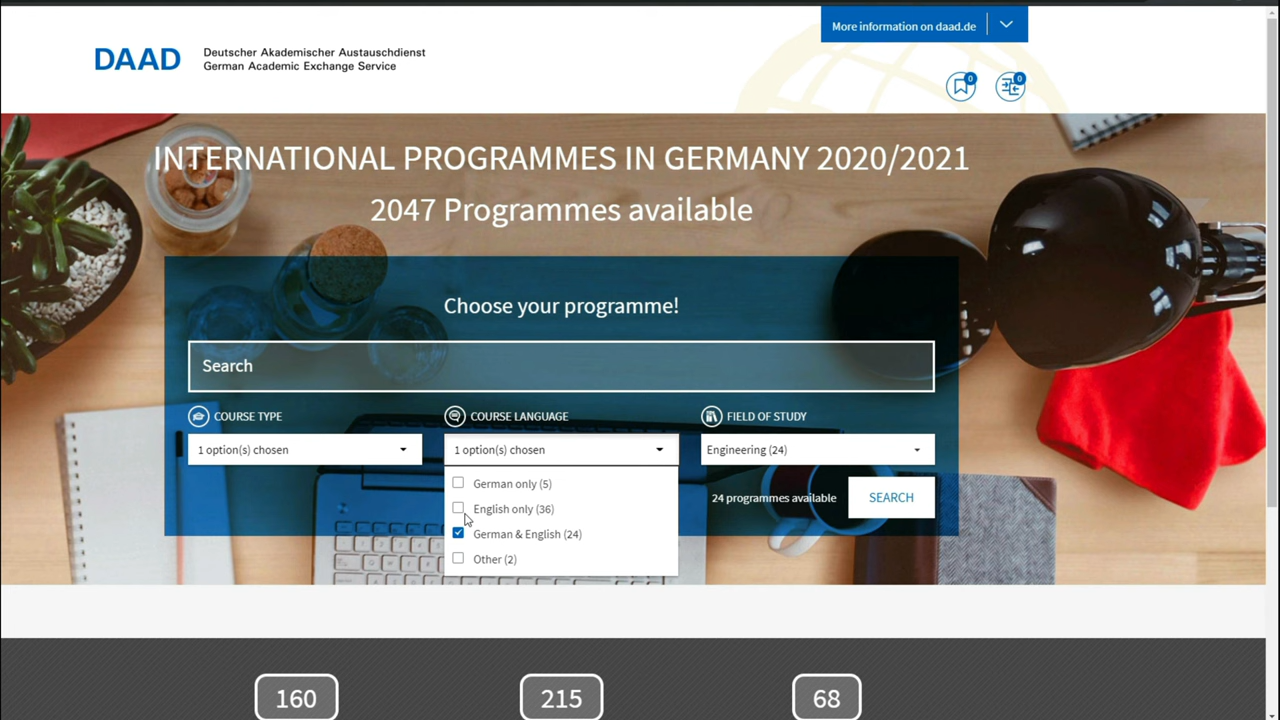 More information on daad.de
DAAD
Deutscher Akademischer Austauschdienst
German Academic Exchange Service
0
0
INTERNATIONAL PROGRAMMES IN GERMANY 2020/2021
2047 Programmes available
Choose your programme!
Search
COURSE TYPE
COURSE LANGUAGE
FIELD OF STUDY
1 option(s) chosen
1 option(s) chosen
Engineering (24)
German only (5)
English only (36)
German & English (24)
Other (2)
24 programmes available
SEARCH
160
215
68